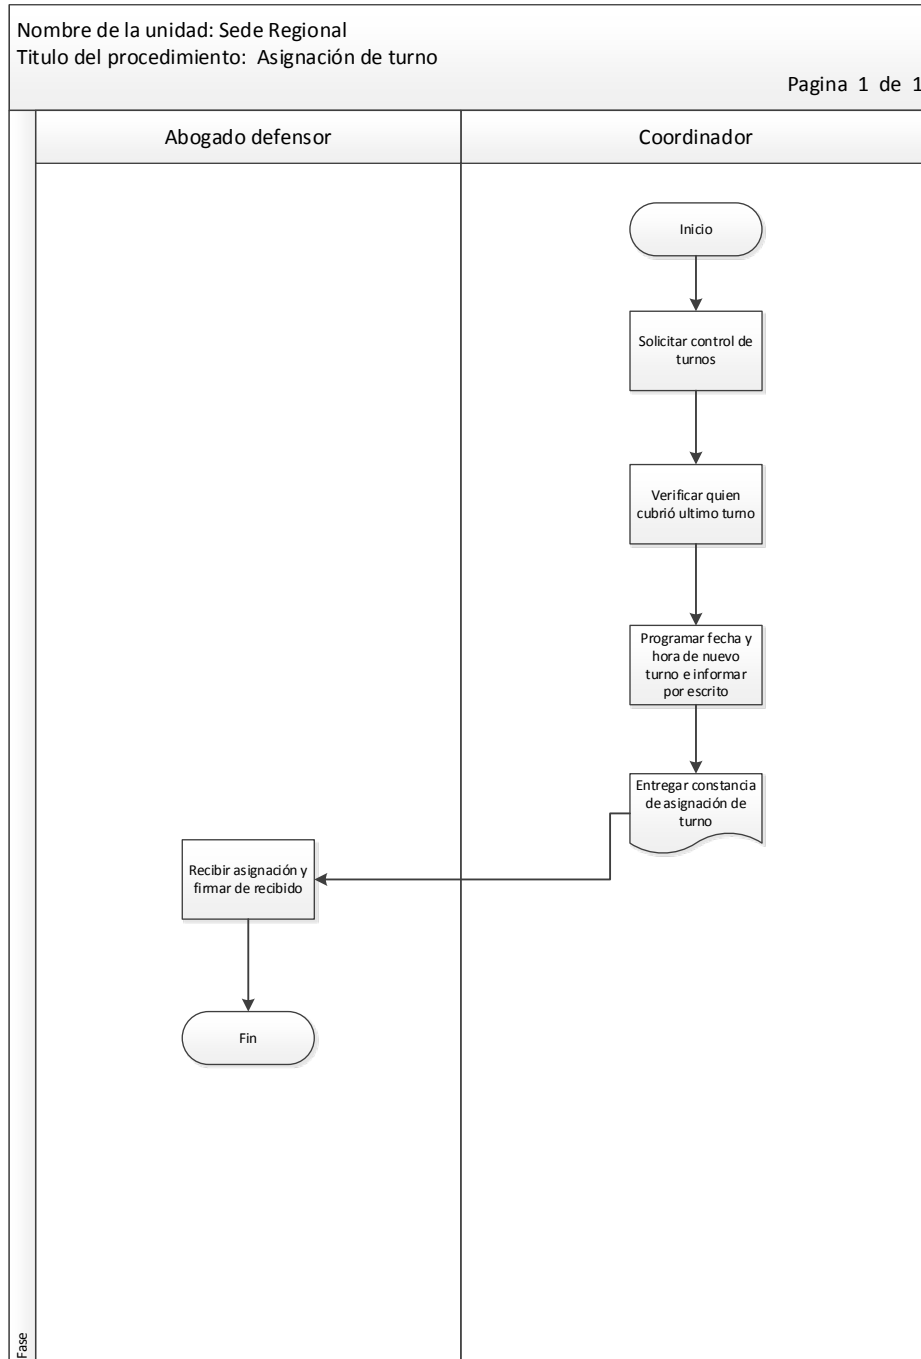 Nombre de la unidad: Sede Regional
Titulo del procedimiento: Asignación de turno
Pagina 1 de 1
Abogado defensor
Coordinador
Inicio
Solicitar control de
turnos
Verificar quien
cubrió ultimo turno
Programar fecha y
hora de nuevo
turno e informar
por escrito
Entregar constancia
de asignación de
turno
Recibir asignación y
firmar de recibido
Fin
Fase